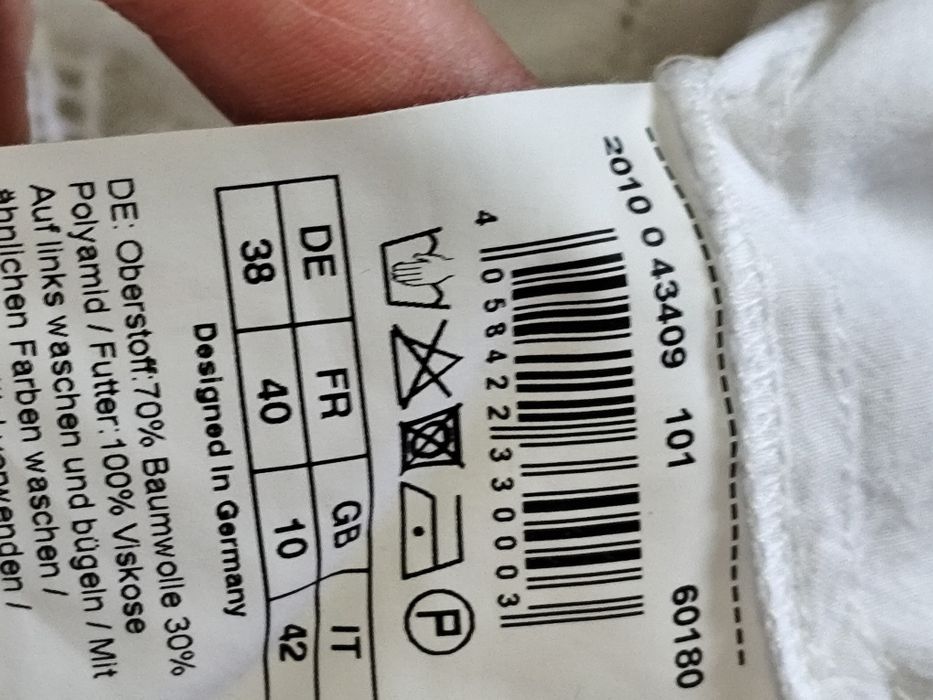 2010 0 43409 101 60180
4 058422 330003
DE FR GB IT
38 40 10 42
Designed In Germany
DE: Oberstoff:70% Baumwolle 30%
Polyamid / Futter:100% Viskose
Auf links waschen und bügeln / Mit
ähnlichen Farben waschen /
verwenden /